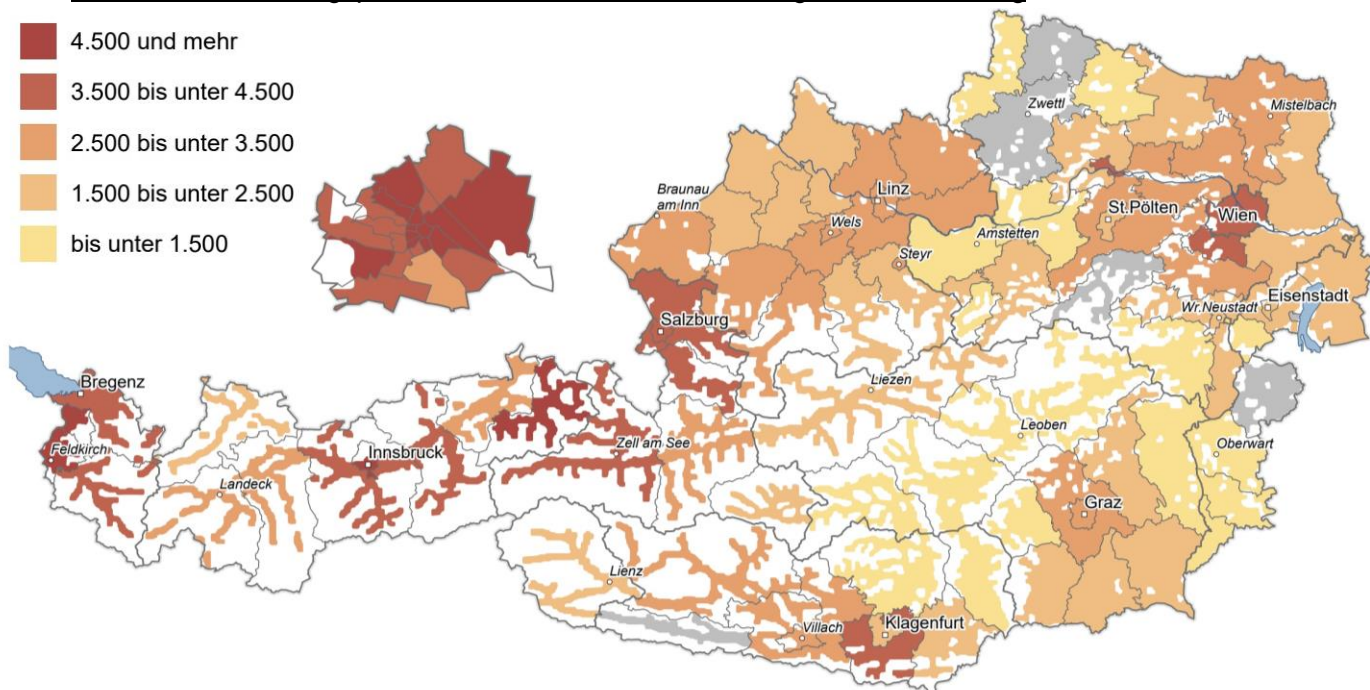 4.500 und mehr
3.500 bis unter 4.500
2.500 bis unter 3.500
1.500 bis unter 2.500
bis unter 1.500
Zwettl
Mistelbach
Braunau
am Inn
Linz
Wels
St.Pölten
Wien
Amstetten
Steyr
Eisenstadt
Wr.Neustadt
Salzburg
Bregenz
Liezen
Feldkirch
Innsbruck
Zell am See
Leoben
Oberwart
Landeck
Graz
Lienz
Villach
Klagenfurt